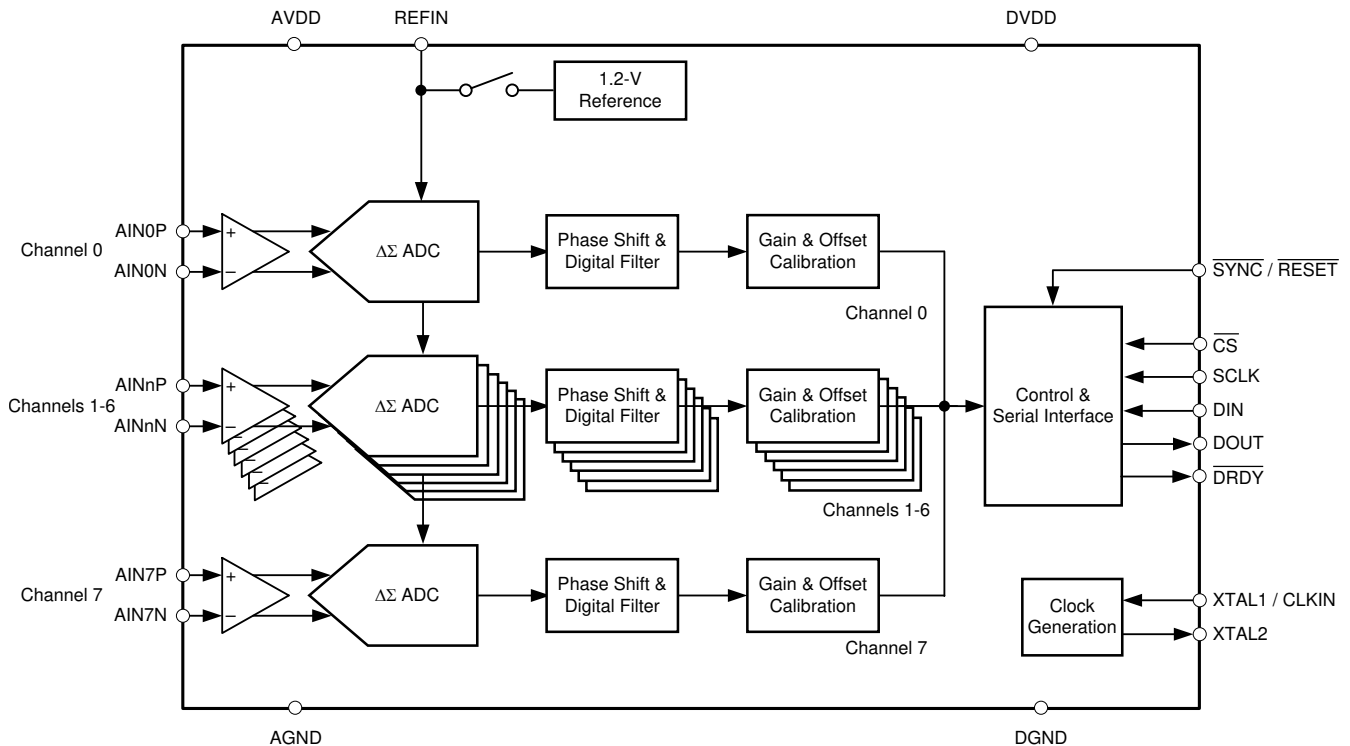 AVDD
REFIN
DVDD
1.2-V
Reference
Channel 0
AIN0P
AIN0N
+
−
ΔΣ ADC
Phase Shift &
Digital Filter
Gain & Offset
Calibration
Channel 0
SYNC / RESET
Channels 1-6
AINnP
AINnN
+
−
−
−
−
−
−
ΔΣ ADC
Phase Shift &
Digital Filter
Gain & Offset
Calibration
Channels 1-6
Control &
Serial Interface
CS
SCLK
DIN
DOUT
DRDY
Channel 7
AIN7P
AIN7N
+
−
ΔΣ ADC
Phase Shift &
Digital Filter
Gain & Offset
Calibration
Channel 7
Clock
Generation
XTAL1 / CLKIN
XTAL2
AGND
DGND